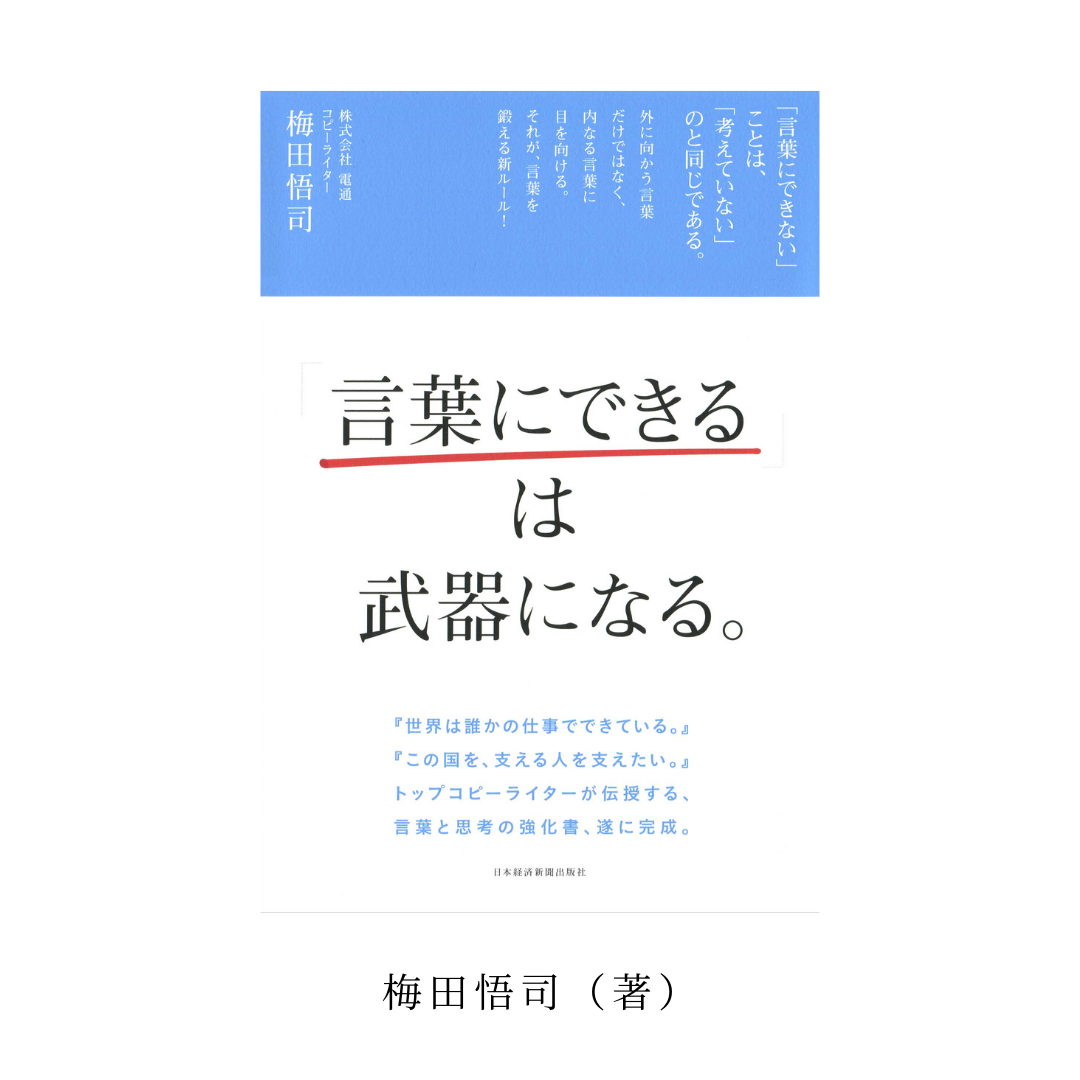 「言葉にできない」
ことは、
「考えていない」
のと同じである。
外に向かう言葉
だけではなく、
内なる言葉に
目を向ける。
それが、言葉を
鍛える新ルール！
株式会社 電通
コピーライター
梅田悟司
「言葉にできる」
は
武器になる。
『世界は誰かの仕事でできている。』
『この国を、支える人を支えたい。』
トップコピーライターが伝授する、
言葉と思考の強化書、遂に完成。
日本経済新聞出版社
梅田悟司（著）